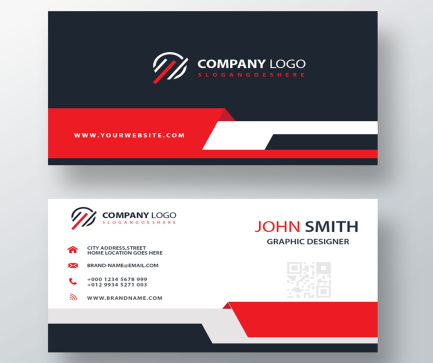 COMPANY LOGO
SLOGANGOESHERE
WWW.YOURWEBSITE.COM
COMPANY LOGO
SLOGANGOESHERE
CITY ADDRESS,STREET
HOME LOCATION GOES HERE
BRAND-NAME@EMAIL.COM
+000 1234 5678 999
+012 9934 5271 003
WWW.BRANDNAME.COM
JOHN SMITH
GRAPHIC DESIGNER